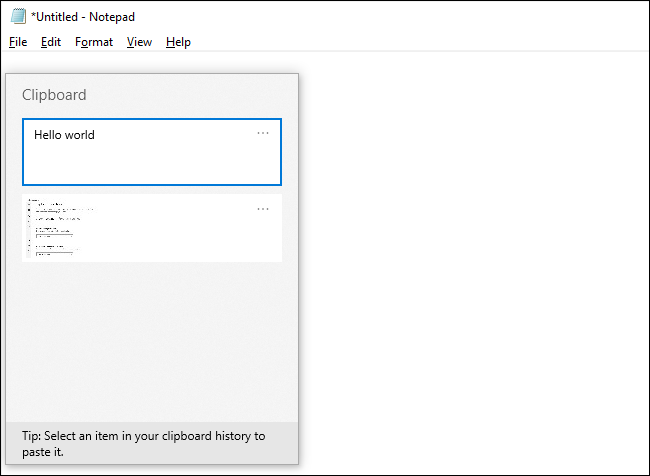 *Untitled - Notepad
File Edit Format View Help
Clipboard
Hello world
Tip: Select an item in your clipboard history to
paste it.